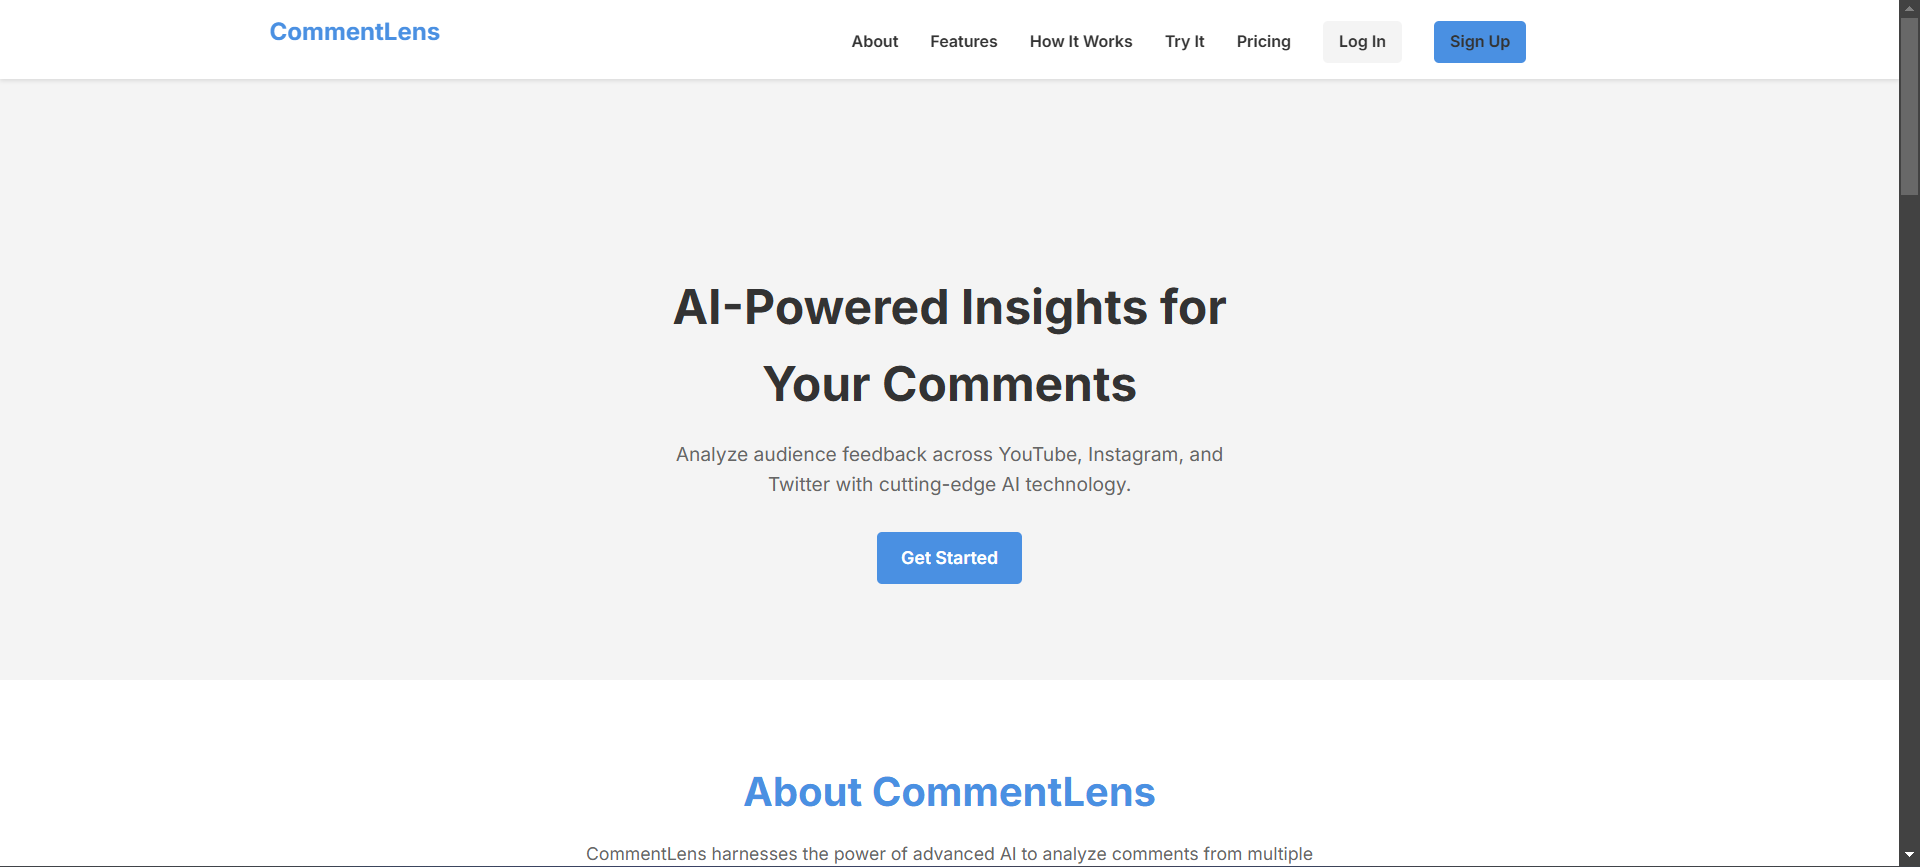 CommentLens
About
Features
How It Works
Try It
Pricing
Log In
Sign Up
AI-Powered Insights for
Your Comments
Analyze audience feedback across YouTube, Instagram, and
Twitter with cutting-edge AI technology.
Get Started
About CommentLens
CommentLens harnesses the power of advanced AI to analyze comments from multiple